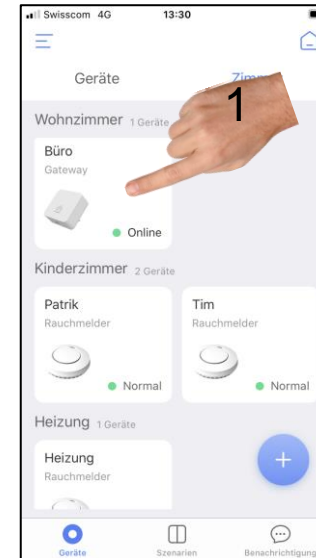 Swisscom 4G 13:30
Geräte
1
Wohnzimmer 1 Geräte
Büro
Gateway
Online
Kinderzimmer 2 Geräte
Patrik Tim
Rauchmelder Rauchmelder
Normal Normal
Heizung 1 Geräte
Heizung
Rauchmelder
+
Geräte Szenarien Benachrichtigung